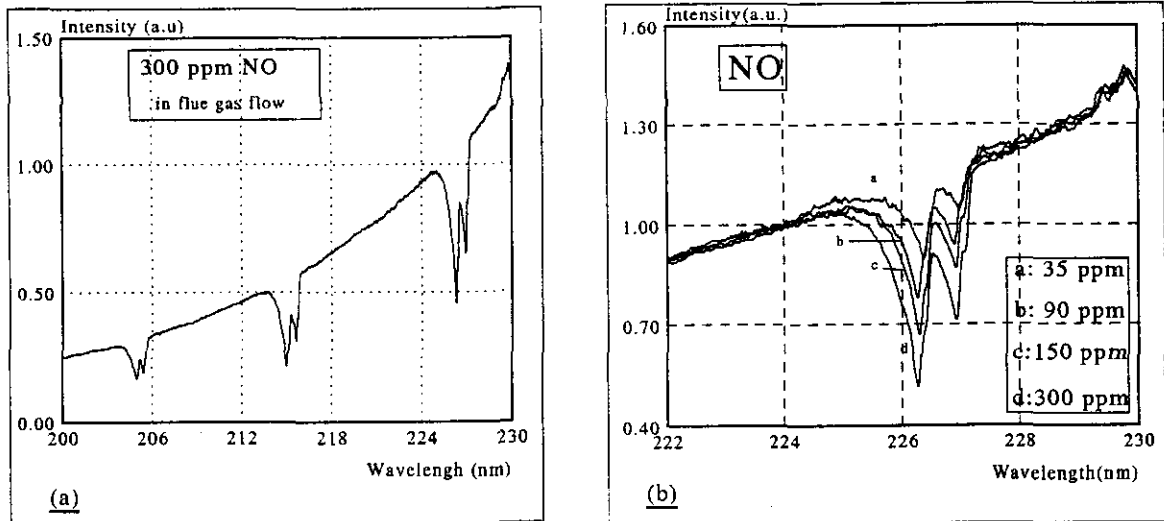 Intensity (a.u)
1.50
300 ppm NO
in flue gas flow
1.00
0.50
0.00
200
206
212
218
224
230
Wavelengh (nm)
(a)
Intensity(a.u.)
1.60
NO
1.30
a
1.00
b
c
a: 35 ppm
b: 90 ppm
0.70
d
c:150 ppm
d:300 ppm
0.40
222
224
226
228
230
Wavelength(nm)
(b)